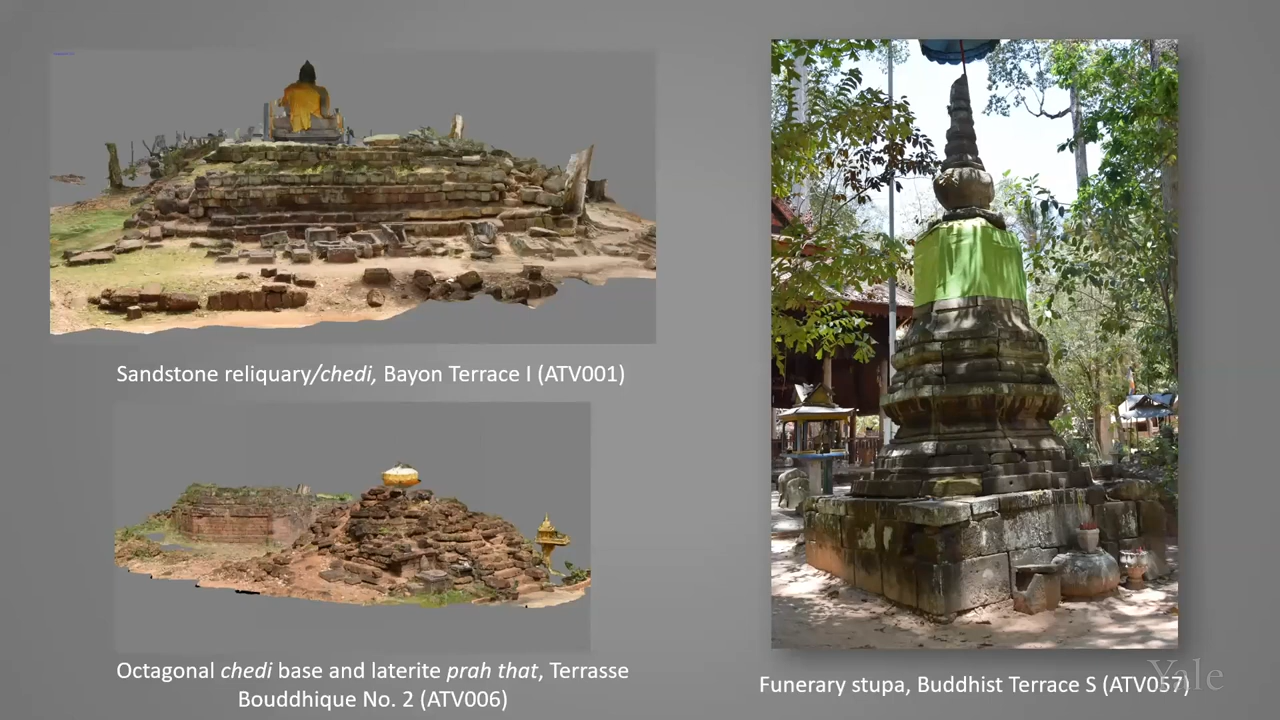 Sandstone reliquary/chedi, Bayon Terrace I (ATV001)
Octagonal chedi base and laterite prah that, Terrasse
Bouddhique No. 2 (ATV006)
Funerary stupa, Buddhist Terrace S (ATV057)
Yale